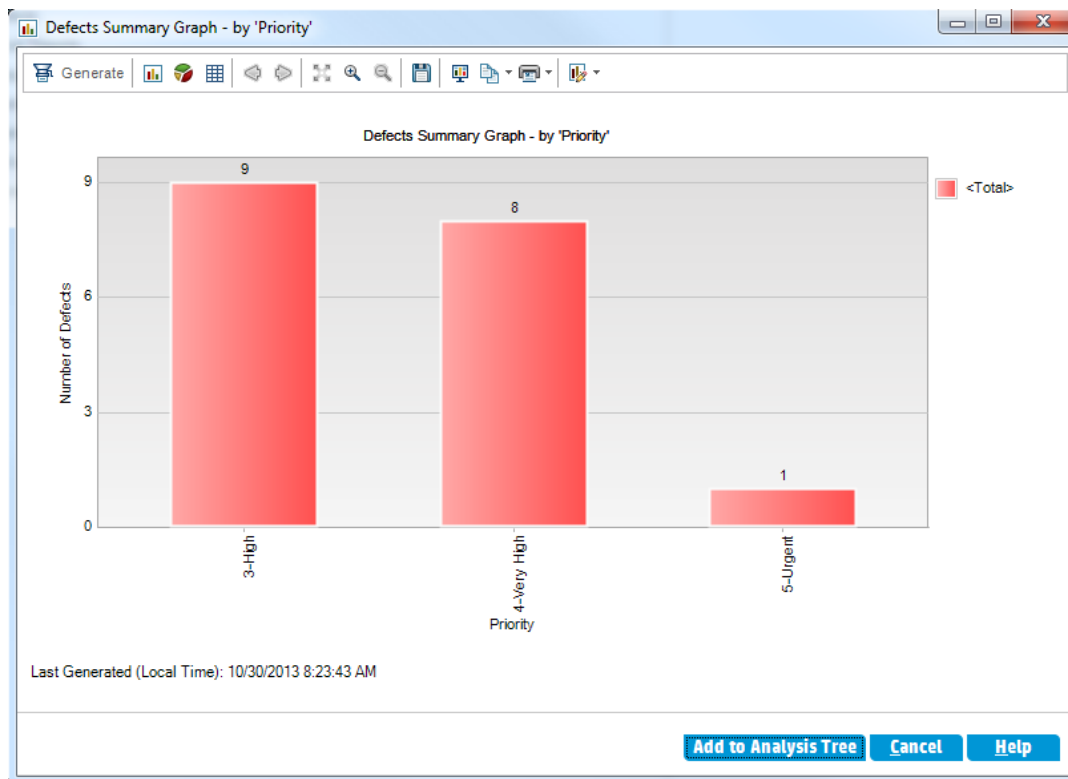 Defects Summary Graph - by 'Priority'
Generate
Defects Summary Graph - by 'Priority'
<Total>
Number of Defects
9
6
3
0
9
8
1
3-High
4-Very High
5-Urgent
Priority
Last Generated (Local Time): 10/30/2013 8:23:43 AM
Add to Analysis Tree
Cancel
Help